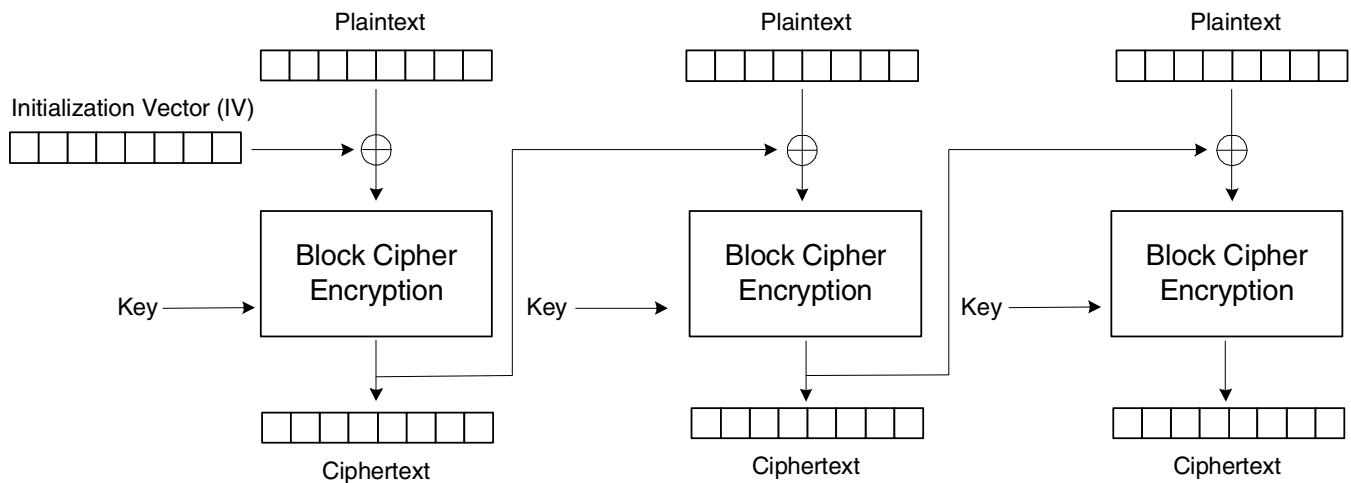 Plaintext
Plaintext
Plaintext
Initialization Vector (IV)
Block Cipher
Encryption
Block Cipher
Encryption
Block Cipher
Encryption
Key
Key
Key
Ciphertext
Ciphertext
Ciphertext